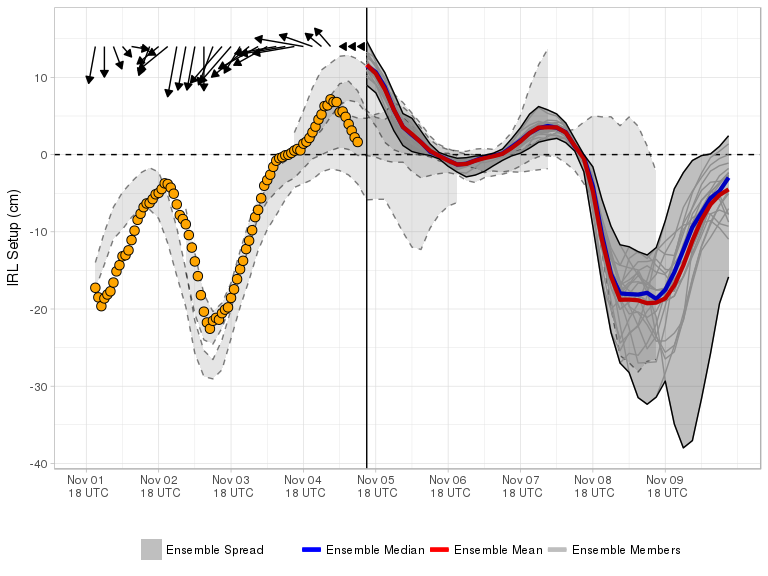 IRL Setup (cm)
10
0
-10
-20
-30
-40
Nov 01 Nov 02 Nov 03 Nov 04 Nov 05 Nov 06 Nov 07 Nov 08 Nov 09
18 UTC 18 UTC 18 UTC 18 UTC 18 UTC 18 UTC 18 UTC 18 UTC 18 UTC
Ensemble Spread Ensemble Median Ensemble Mean Ensemble Members